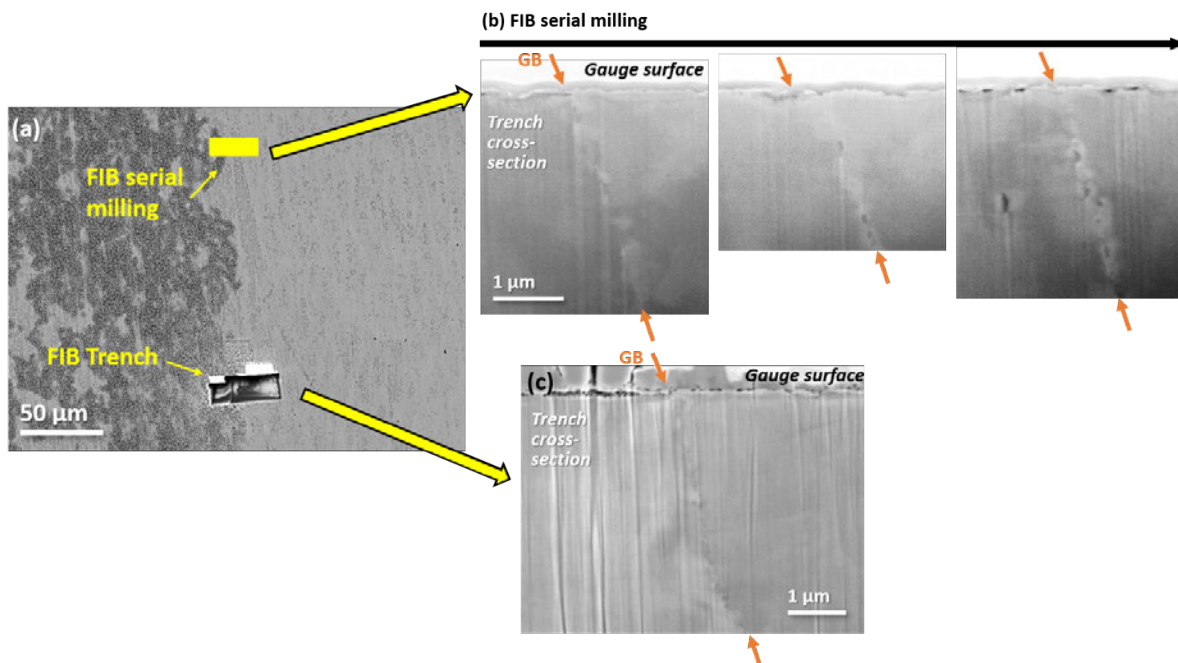 (b) FIB serial milling
GB
Gauge surface
Trench
cross-
section
1 µm
(a)
FIB serial
milling
FIB Trench
50 µm
GB
(c)
Gauge surface
Trench
cross-
section
1 µm